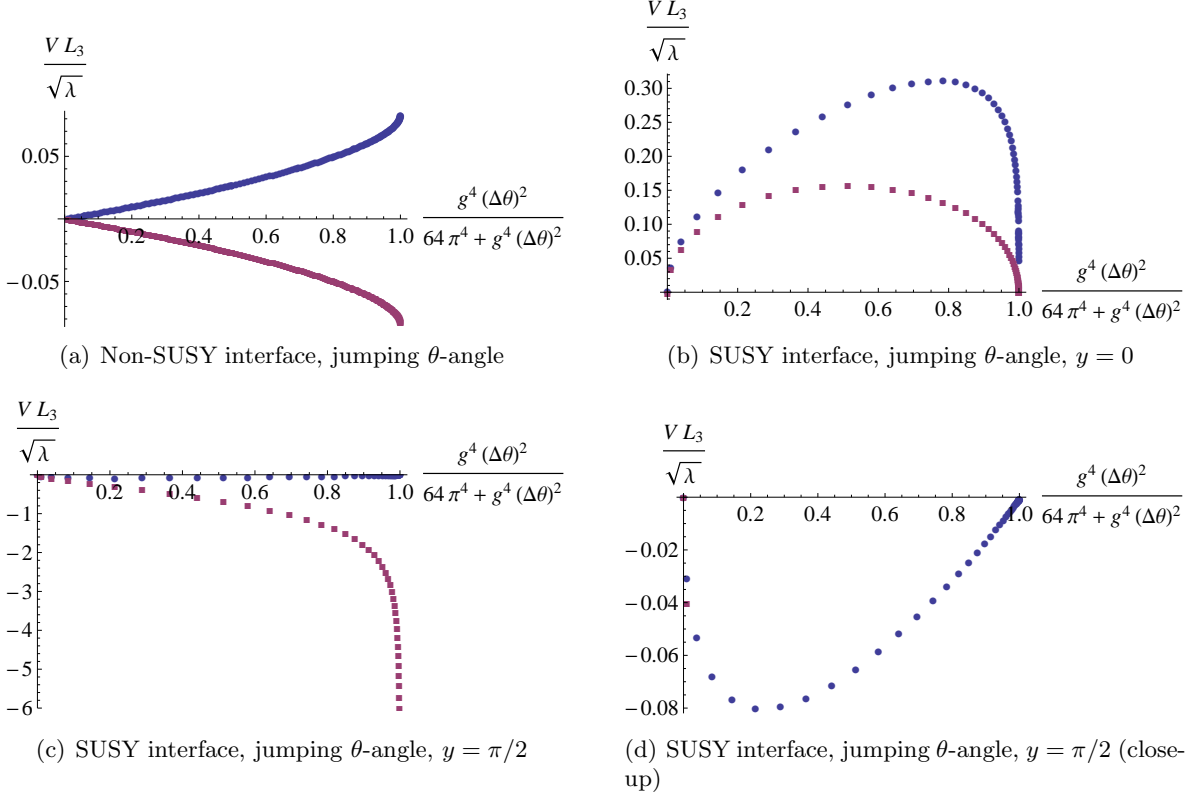 V L₃
√λ
0.05
−0.05
0.2 0.4 0.6 0.8 1.0
g⁴ (Δθ)²
64 π⁴ + g⁴ (Δθ)²
(a) Non-SUSY interface, jumping θ-angle
V L₃
√λ
0.30
0.25
0.20
0.15
0.10
0.05
0.2 0.4 0.6 0.8 1.0
g⁴ (Δθ)²
64 π⁴ + g⁴ (Δθ)²
(b) SUSY interface, jumping θ-angle, y = 0
V L₃
√λ
0.2 0.4 0.6 0.8 1.0
g⁴ (Δθ)²
64 π⁴ + g⁴ (Δθ)²
−1
−2
−3
−4
−5
−6
(c) SUSY interface, jumping θ-angle, y = π/2
V L₃
√λ
0.2 0.4 0.6 0.8 1.0
g⁴ (Δθ)²
64 π⁴ + g⁴ (Δθ)²
−0.02
−0.04
−0.06
−0.08
(d) SUSY interface, jumping θ-angle, y = π/2 (close-
up)